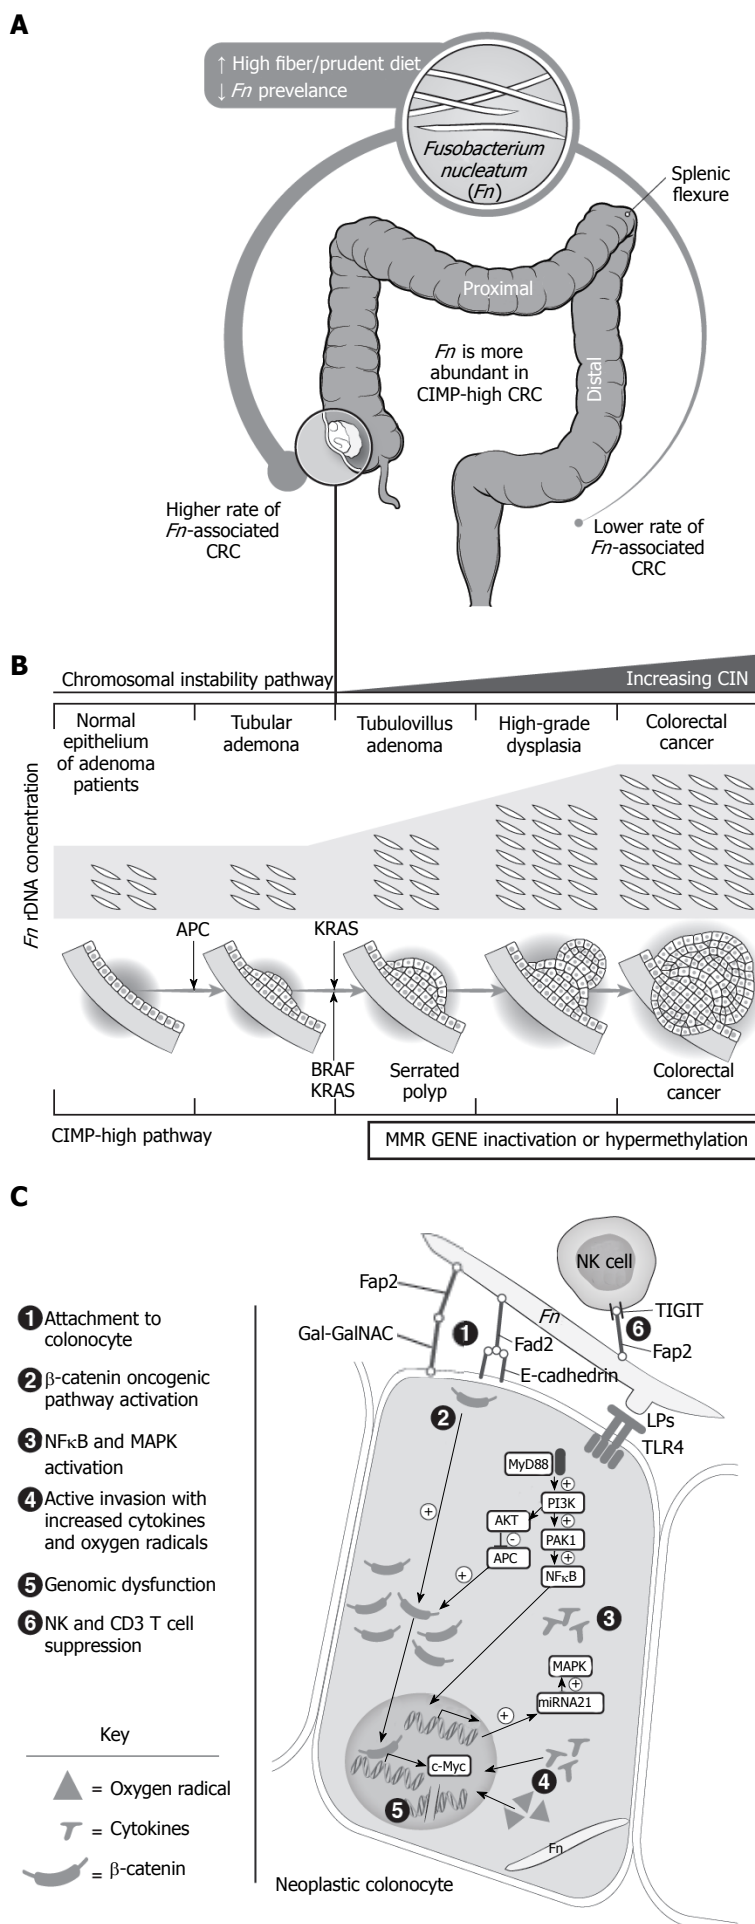 A
↑ High fiber/prudent diet
↓ Fn prevelance
Fusobacterium
nucleatum
(Fn)
Splenic
flexure
Proximal
Distal
Fn is more
abundant in
CIMP-high CRC
Higher rate of
Fn-associated
CRC
Lower rate of
Fn-associated
CRC
B
Chromosomal instability pathway
Increasing CIN
Normal
epithelium
of adenoma
patients
Tubular
ademona
Tubulovillus
adenoma
High-grade
dysplasia
Colorectal
cancer
Fn rDNA concentration
APC
KRAS
BRAF
KRAS
Serrated
polyp
Colorectal
cancer
CIMP-high pathway
MMR GENE inactivation or hypermethylation
C
1 Attachment to
colonocyte
2 β-catenin oncogenic
pathway activation
3 NFκB and MAPK
activation
4 Active invasion with
increased cytokines
and oxygen radicals
5 Genomic dysfunction
6 NK and CD3 T cell
suppression
Key
= Oxygen radical
= Cytokines
= β-catenin
NK cell
Fap2
Fn
TIGIT
Gal-GalNAC
1
Fad2
6
Fap2
E-cadhedrin
2
LPs
TLR4
MyD88
+
PI3K
AKT
+
+
-
PAK1
APC
+
+
NFκB
3
MAPK
+
miRNA21
+
c-Myc
4
5
Fn
Neoplastic colonocyte